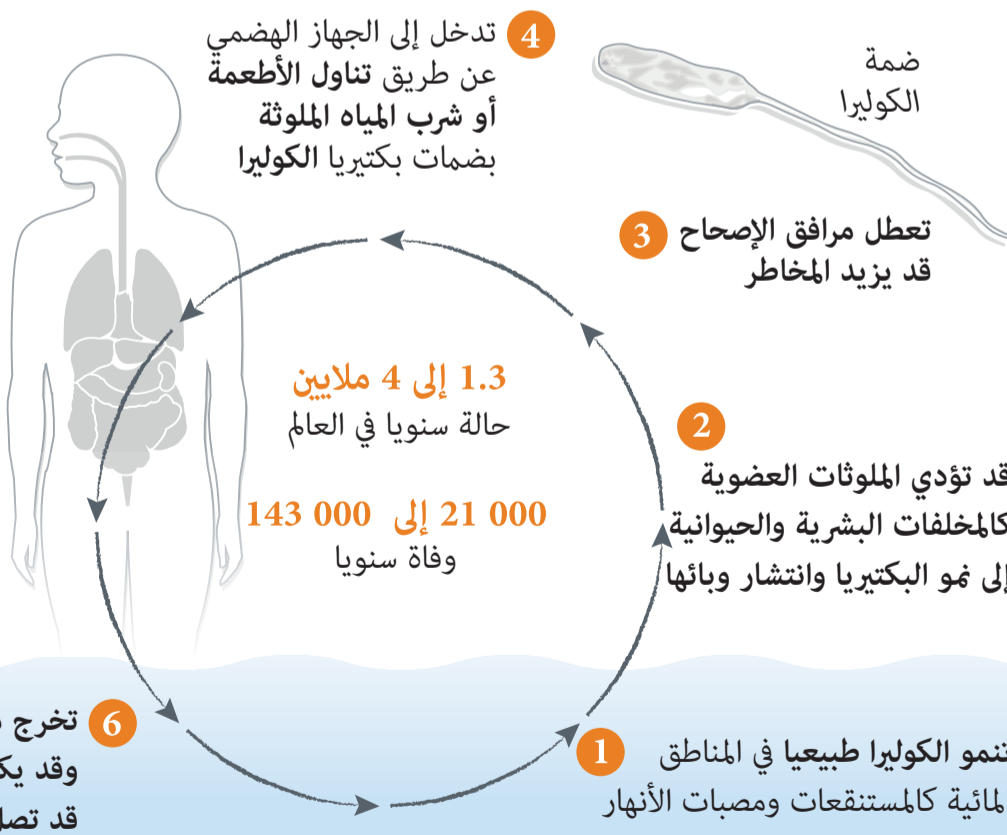 ضمة
الكوليرا
4
تدخل إلى الجهاز الهضمي
عن طريق تناول الأطعمة
أو شرب المياه الملوثة
بضمات بكتيريا الكوليرا
3
تعطل مرافق الإصحاح
قد يزيد المخاطر
1.3 إلى 4 ملايين
حالة سنويا في العالم
21 000 إلى 143 000
وفاة سنويا
2
قد تؤدي الملوثات العضوية
كالمخلفات البشرية والحيوانية
إلى نمو البكتيريا وانتشار وبائها
1
تنمو الكوليرا طبيعيا في المناطق
المائية كالمستنقعات ومصبات الأنهار
6
تخرج
وقد
قد